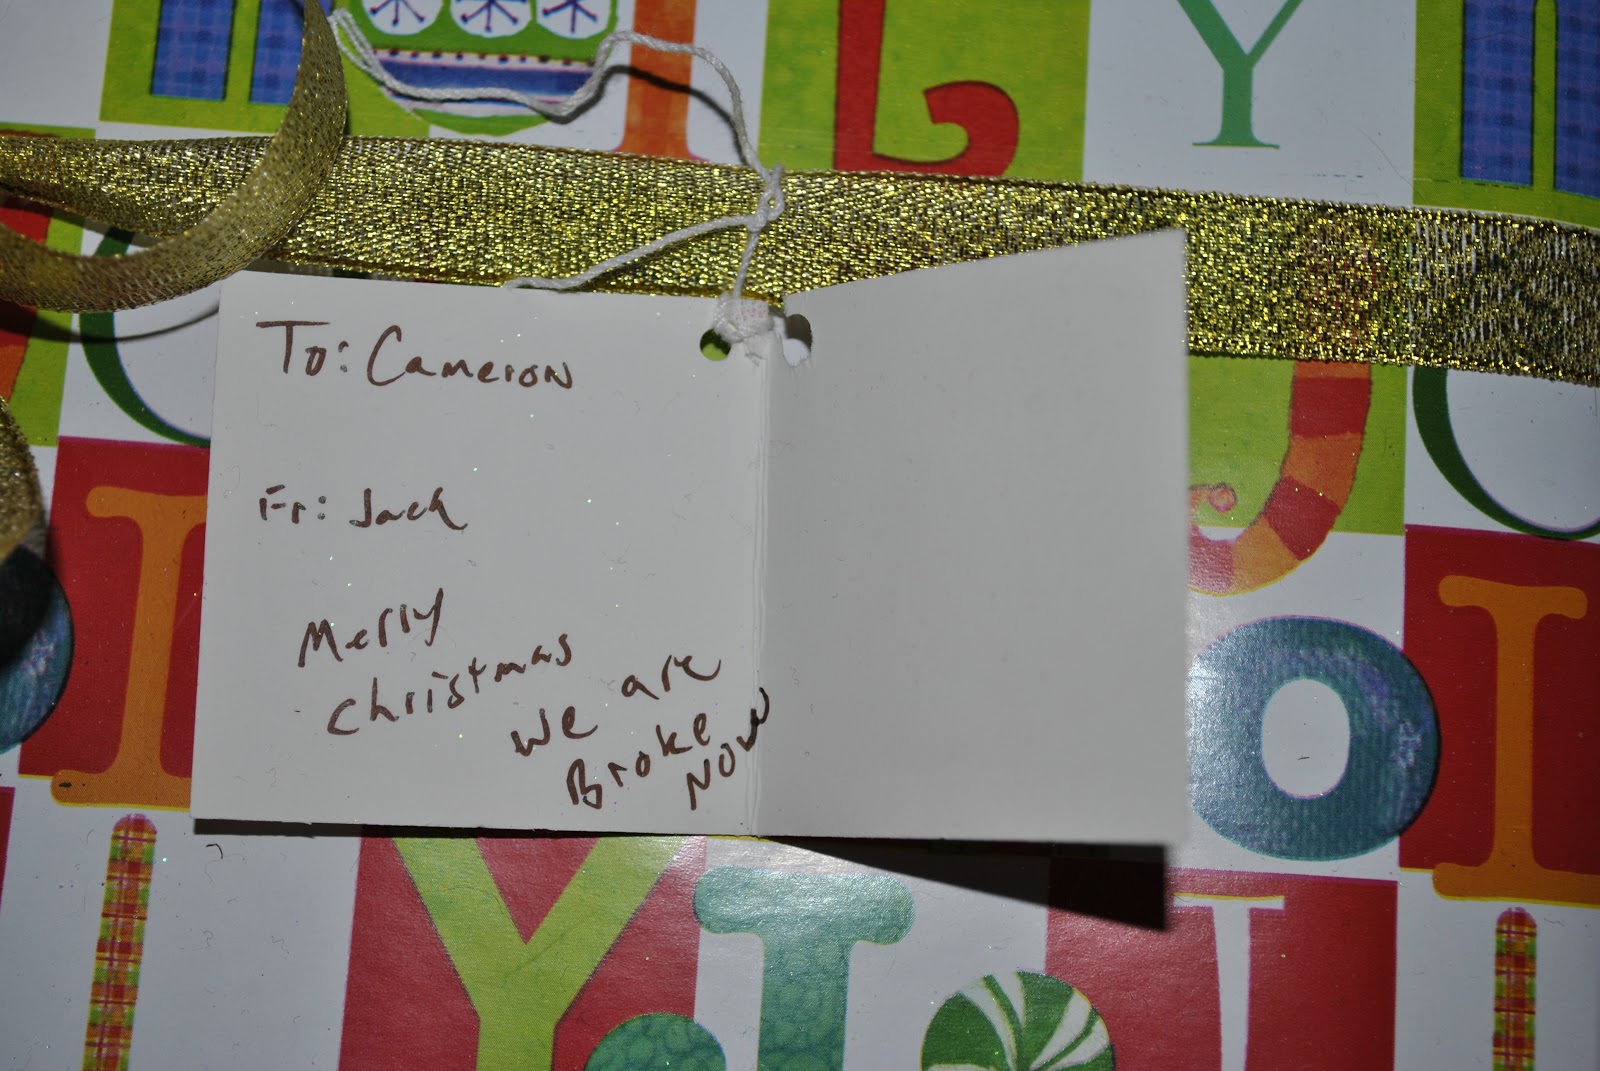 To: Cameron
Fr: Jack
Merry
Christmas
We are
Broke
Now